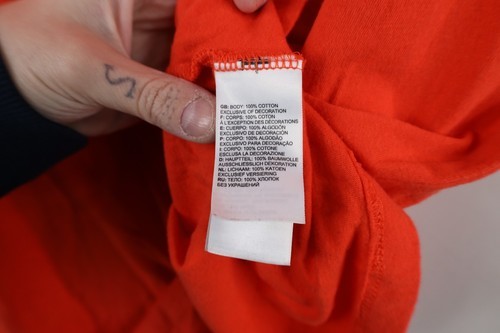 GB: BODY: 100% COTTON
EXCLUSIVE OF DECORATION
F: CORPS: 100% COTON
À L'EXCEPTION DES DÉCORATIONS
E: CUERPO: 100% ALGODÓN
EXCLUSIVO DE DECORACIÓN
P: CORPO: 100% ALGODÃO
EXCLUSIVO DE DECORAÇÃO
I: CORPO: 100% COTONE
ESCLUSA LA DECORAZIONE
D: HAUPTTEIL: 100% BAUMWOLLE
AUSSCHLIESSLICH DEKORATION
NL: LICHAAM: 100% KATOEN
EXCLUSIEF VERSIERING
RU: ТЕЛО: 100% ХЛОПОК
БЕЗ УКРАШЕНИЙ